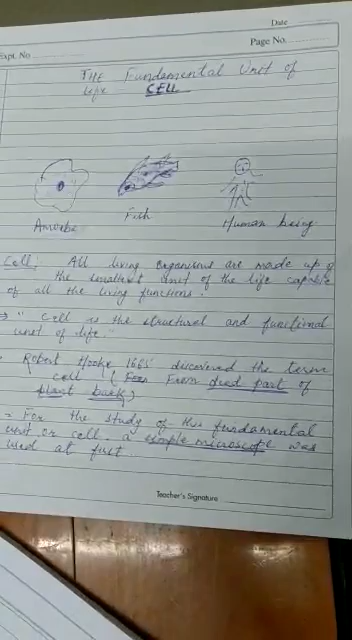 Date
Page No.
Expt. No.
THE Fundamental Unit of
life CELL
Amoeba
Fish
Human being
Cell: All living organisms are made up of
the smallest unit of the life capable
of all the living functions.
→ "Cell is the structural and functional
unit of life."
Robert Hooke 1665 discovered the term
cell ( From dead part of
plant bark)
→ For the study of this fundamental
unit or cell, a simple microscope was
used at first
Teacher's Signature